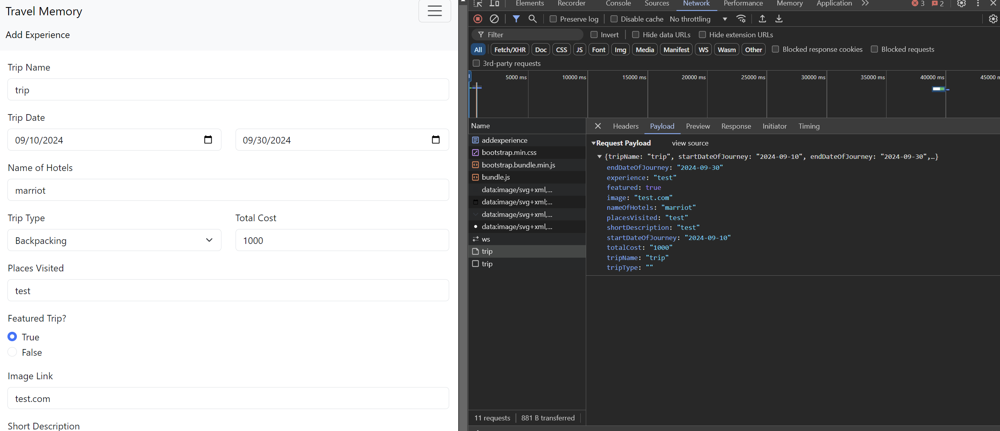 Travel Memory
Add Experience
Trip Name
trip
Trip Date
09/10/2024
09/30/2024
Name of Hotels
marriot
Trip Type
Total Cost
Backpacking
1000
Places Visited
test
Featured Trip?
True
False
Image Link
test.com
Short Description
Elements Recorder Console Sources Network Performance Memory Application 3 2
Preserve log Disable cache No throttling
Filter Invert Hide data URLs Hide extension URLs
All Fetch/XHR Doc CSS JS Font Img Media Manifest WS Wasm Other Blocked response cookies Blocked requests
3rd-party requests
5000 ms 10000 ms 15000 ms 20000 ms 25000 ms 30000 ms 35000 ms 40000 ms 45000 m
Name
addexperience
bootstrap.min.css
bootstrap.bundle.min.js
bundle.js
data:image/svg+xml,...
data:image/svg+xml;...
data:image/svg+xml,...
data:image/svg+xml,...
ws
trip
trip
11 requests 881 B transferred
Headers Payload Preview Response Initiator Timing
Request Payload view source
{tripName: "trip", startDateOfJourney: "2024-09-10", endDateOfJourney: "2024-09-30",…}
endDateOfJourney: "2024-09-30"
experience: "test"
featured: true
image: "test.com"
nameOfHotels: "marriot"
placesVisited: "test"
shortDescription: "test"
startDateOfJourney: "2024-09-10"
totalCost: "1000"
tripName: "trip"
tripType: ""